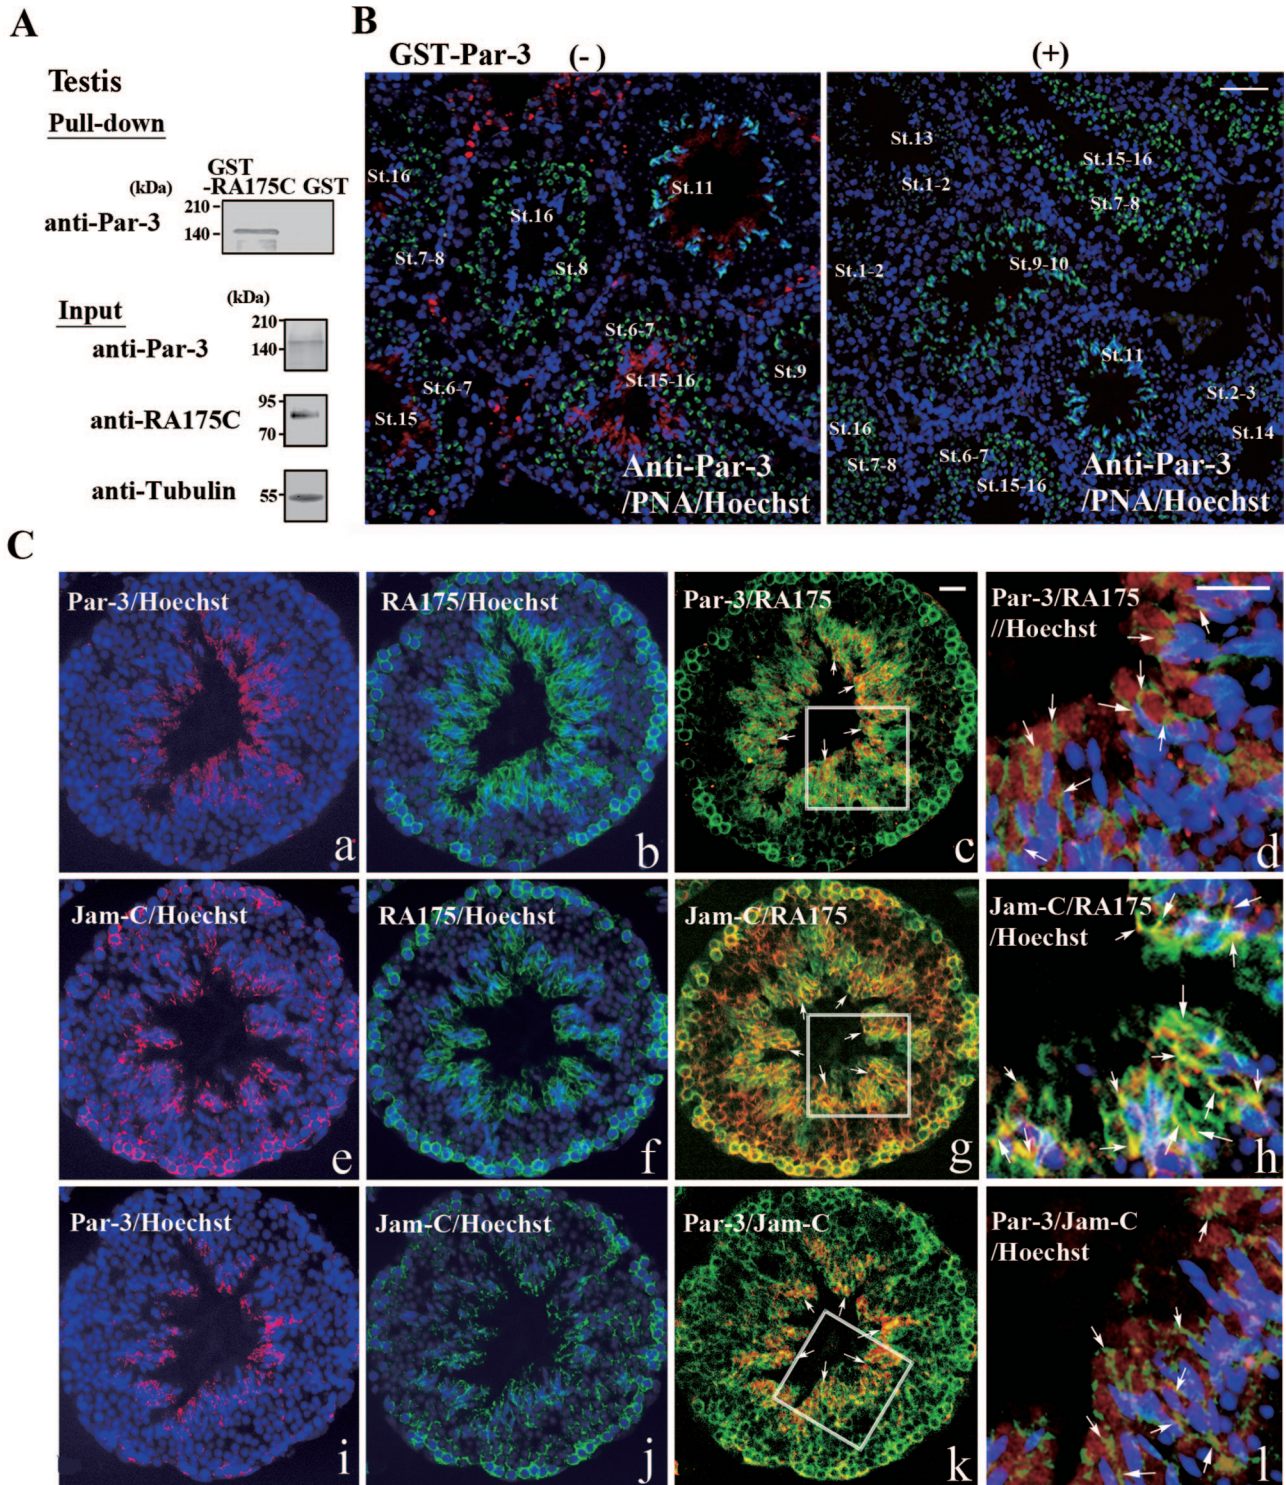 A
Testis
Pull-down
GST
-RA175C GST
(kDa)
210
140
anti-Par-3
Input
(kDa)
210
140
anti-Par-3
95
70
anti-RA175C
55
anti-Tubulin
B
GST-Par-3 (-) (+)
St.16
St.16
St.11
St.7-8
St.8
St.6-7
St.6-7
St.15-16
St.9
St.15
Anti-Par-3
/PNA/Hoechst
St.13
St.15-16
St.1-2
St.7-8
St.1-2
St.9-10
St.11
St.2-3
St.16
St.14
St.7-8
St.6-7
St.15-16
Anti-Par-3
/PNA/Hoechst
C
Par-3/Hoechst
a
RA175/Hoechst
b
Par-3/RA175
c
Par-3/RA175
//Hoechst
d
Jam-C/Hoechst
e
RA175/Hoechst
f
Jam-C/RA175
g
Jam-C/RA175
/Hoechst
h
Par-3/Hoechst
i
Jam-C/Hoechst
j
Par-3/Jam-C
k
Par-3/Jam-C
/Hoechst
l